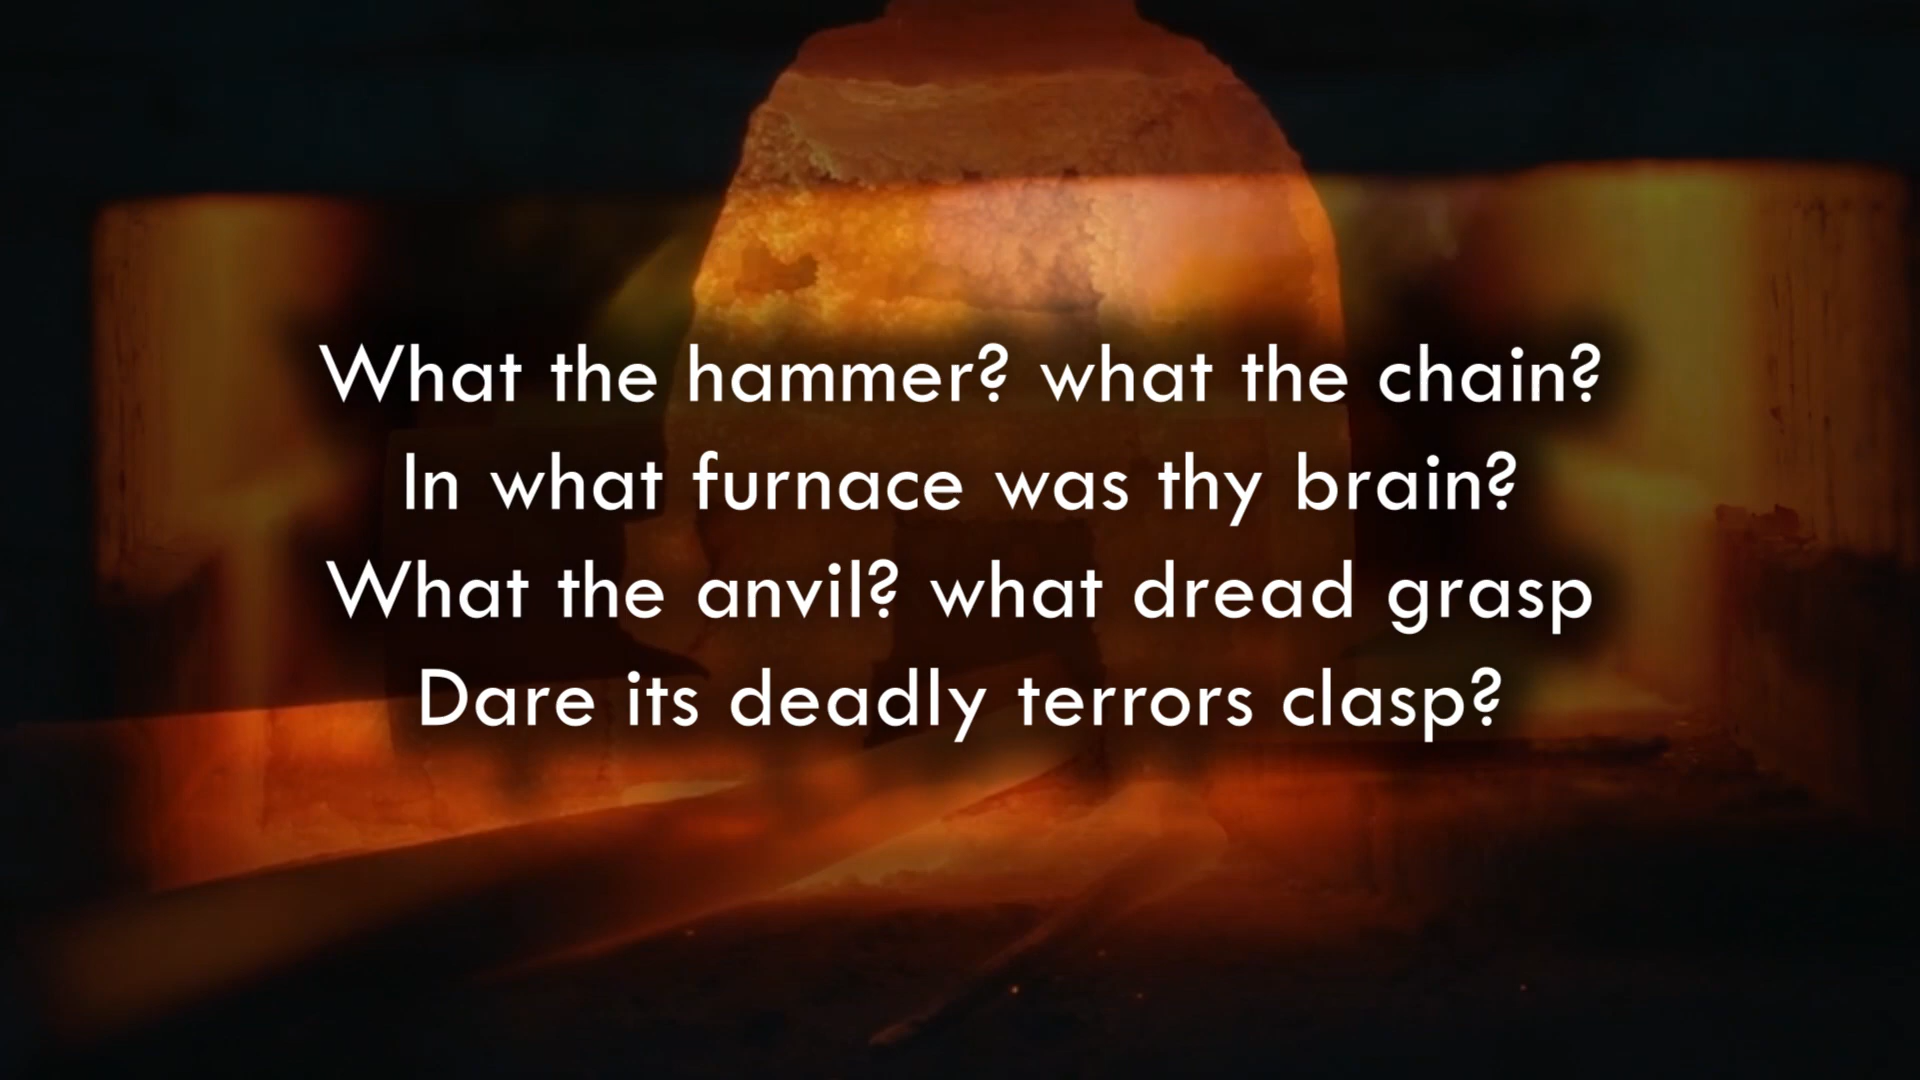 What the hammer? what the chain?
In what furnace was thy brain?
What the anvil? what dread grasp
Dare its deadly terrors clasp?